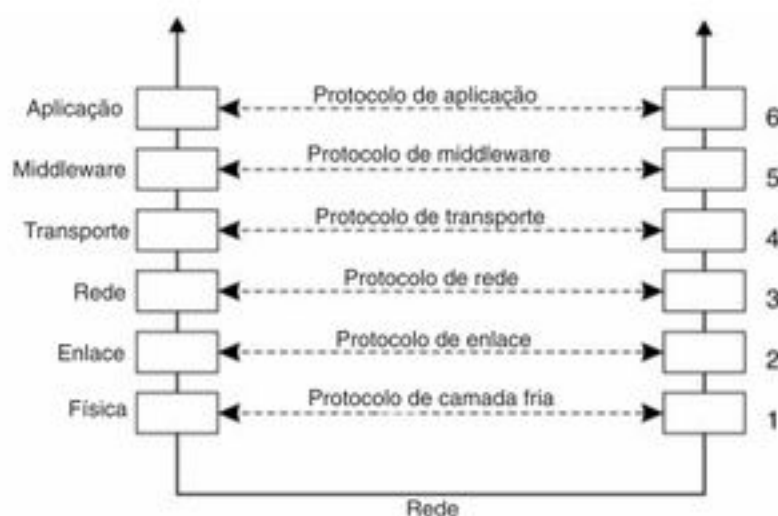 Aplicação Protocolo de aplicação 6
Middleware Protocolo de middleware 5
Transporte Protocolo de transporte 4
Rede Protocolo de rede 3
Enlace Protocolo de enlace 2
Física Protocolo de camada fria 1
Rede